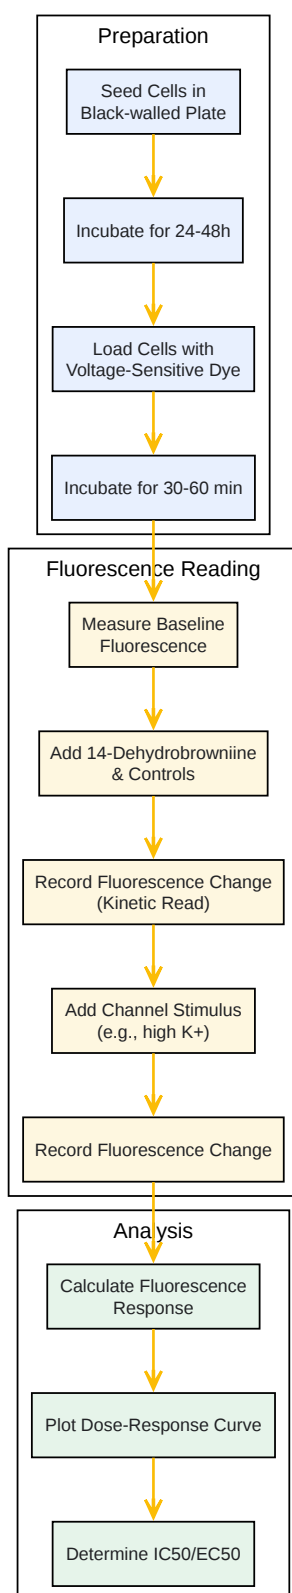 Preparation
Seed Cells in
Black-walled Plate
Incubate for 24-48h
Load Cells with
Voltage-Sensitive Dye
Incubate for 30-60 min
Fluorescence Reading
Measure Baseline
Fluorescence
Add 14-Dehydrobrowniine
& Controls
Record Fluorescence Change
(Kinetic Read)
Add Channel Stimulus
(e.g., high K+)
Record Fluorescence Change
Analysis
Calculate Fluorescence
Response
Plot Dose-Response Curve
Determine IC50/EC50